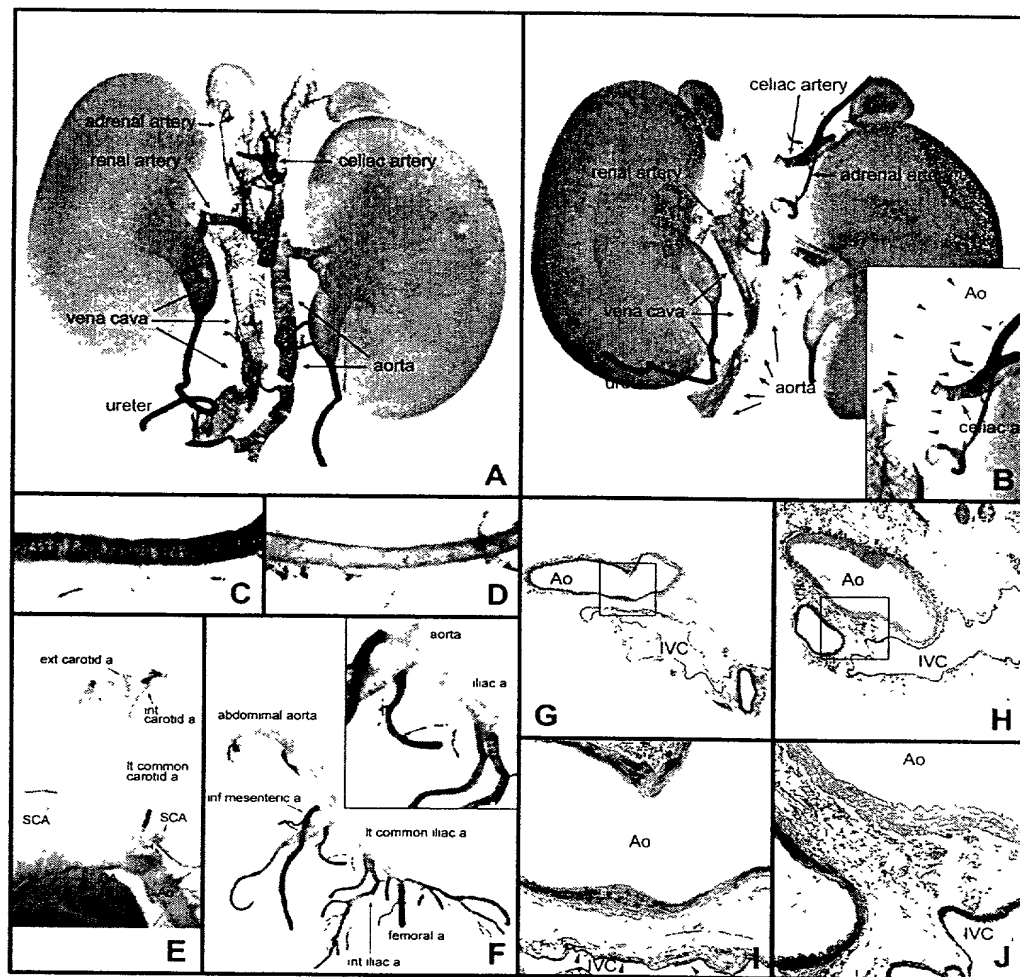 adrenal artery
renal artery
celiac artery
vena cava
aorta
ureter
A
celiac artery
renal artery
adrenal
vena cava
aorta
Ao
celiac a
B
C
D
ext carotid a
int
carotid a
lt common
carotid a
SCA
SCA
E
aorta
iliac a
abdominal aorta
inf mesenteric a
lt common iliac a
femoral a
int iliac a
F
Ao
IVC
G
Ao
IVC
H
Ao
IVC
I
Ao
IVC
J